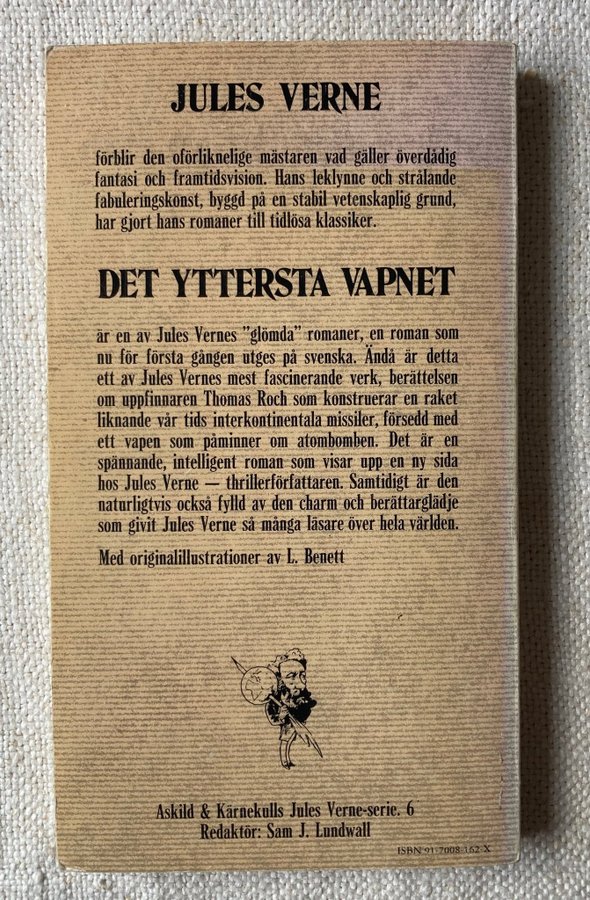 JULES VERNE
förblir den oförliknelige mästaren vad gäller överdådig
fantasi och framtidsvision. Hans leklynne och strålande
fabuleringskonst, byggd på en stabil vetenskaplig grund,
har gjort hans romaner till tidlösa klassiker.
DET YTTERSTA VAPNET
är en av Jules Vernes "glömda" romaner, en roman som
nu för första gången utges på svenska. Ändå är detta
ett av Jules Vernes mest fascinerande verk, berättelsen
om uppfinnaren Thomas Roch som konstruerar en raket
liknande vår tids interkontinentala missiler, försedd med
ett vapen som påminner om atombomben. Det är en
spännande, intelligent roman som visar upp en ny sida
hos Jules Verne — thrillerförfattaren. Samtidigt är den
naturligtvis också fylld av den charm och berättarglädje
som givit Jules Verne så många läsare över hela världen.
Med originalillustrationer av L. Benett
Askild & Kärnekulls Jules Verne-serie. 6
Redaktör: Sam J. Lundwall
ISBN 91-7008-162-X